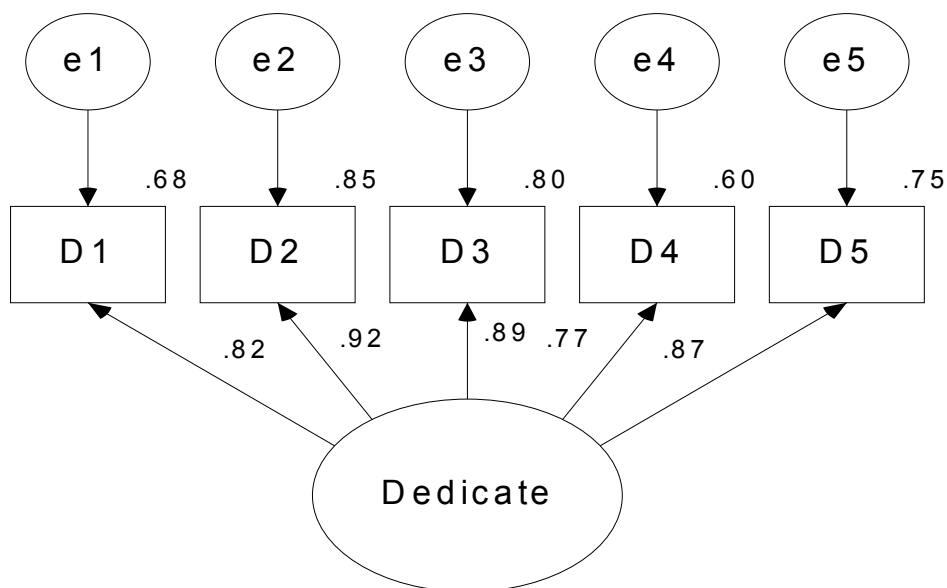 e1 e2 e3 e4 e5
.68 .85 .80 .60 .75
D1 D2 D3 D4 D5
.82 .92 .89 .77 .87
Dedicate